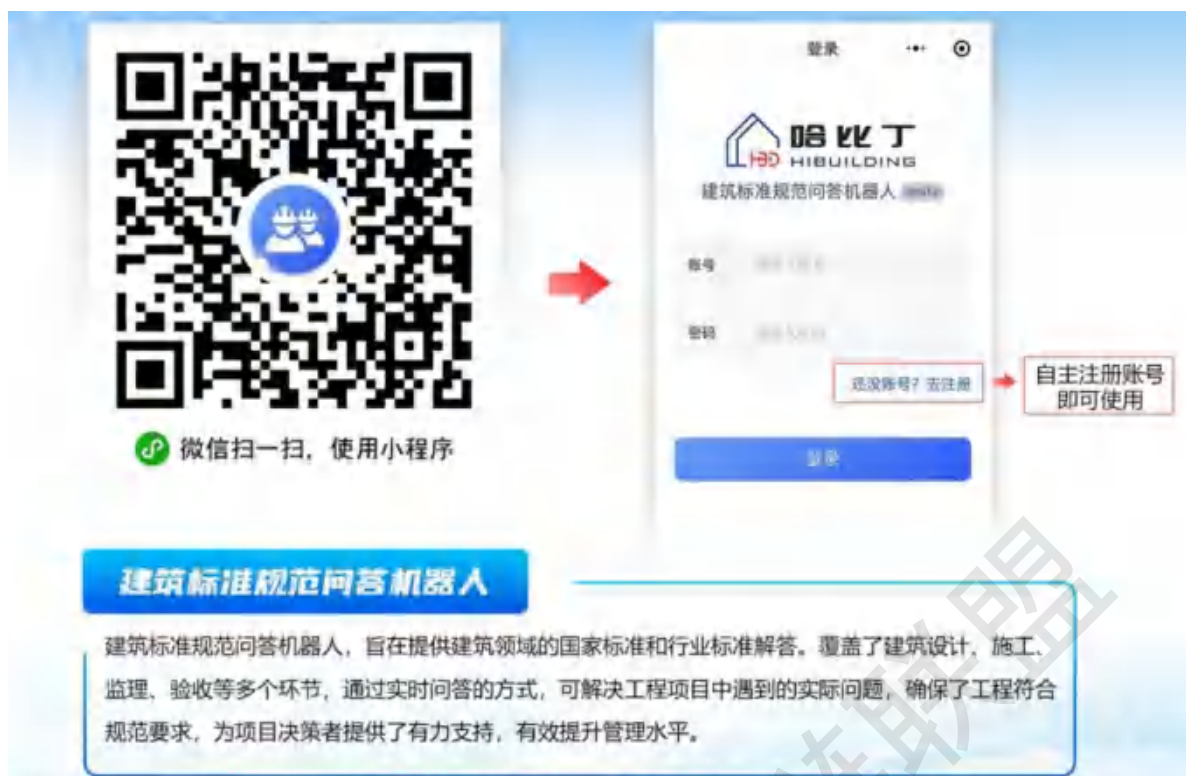 微信扫一扫，使用小程序
登录
哈比丁
HBD HIBUILDING
建筑标准规范问答机器人
账号
密码
还没账号？去注册
登录
自主注册账号
即可使用
建筑标准规范问答机器人
建筑标准规范问答机器人，旨在提供建筑领域的国家标准和行业标准解答。覆盖了建筑设计、施工、
监理、验收等多个环节，通过实时问答的方式，可解决工程项目中遇到的实际问题，确保了工程符合
规范要求，为项目决策者提供了有力支持，有效提升管理水平。
联盟